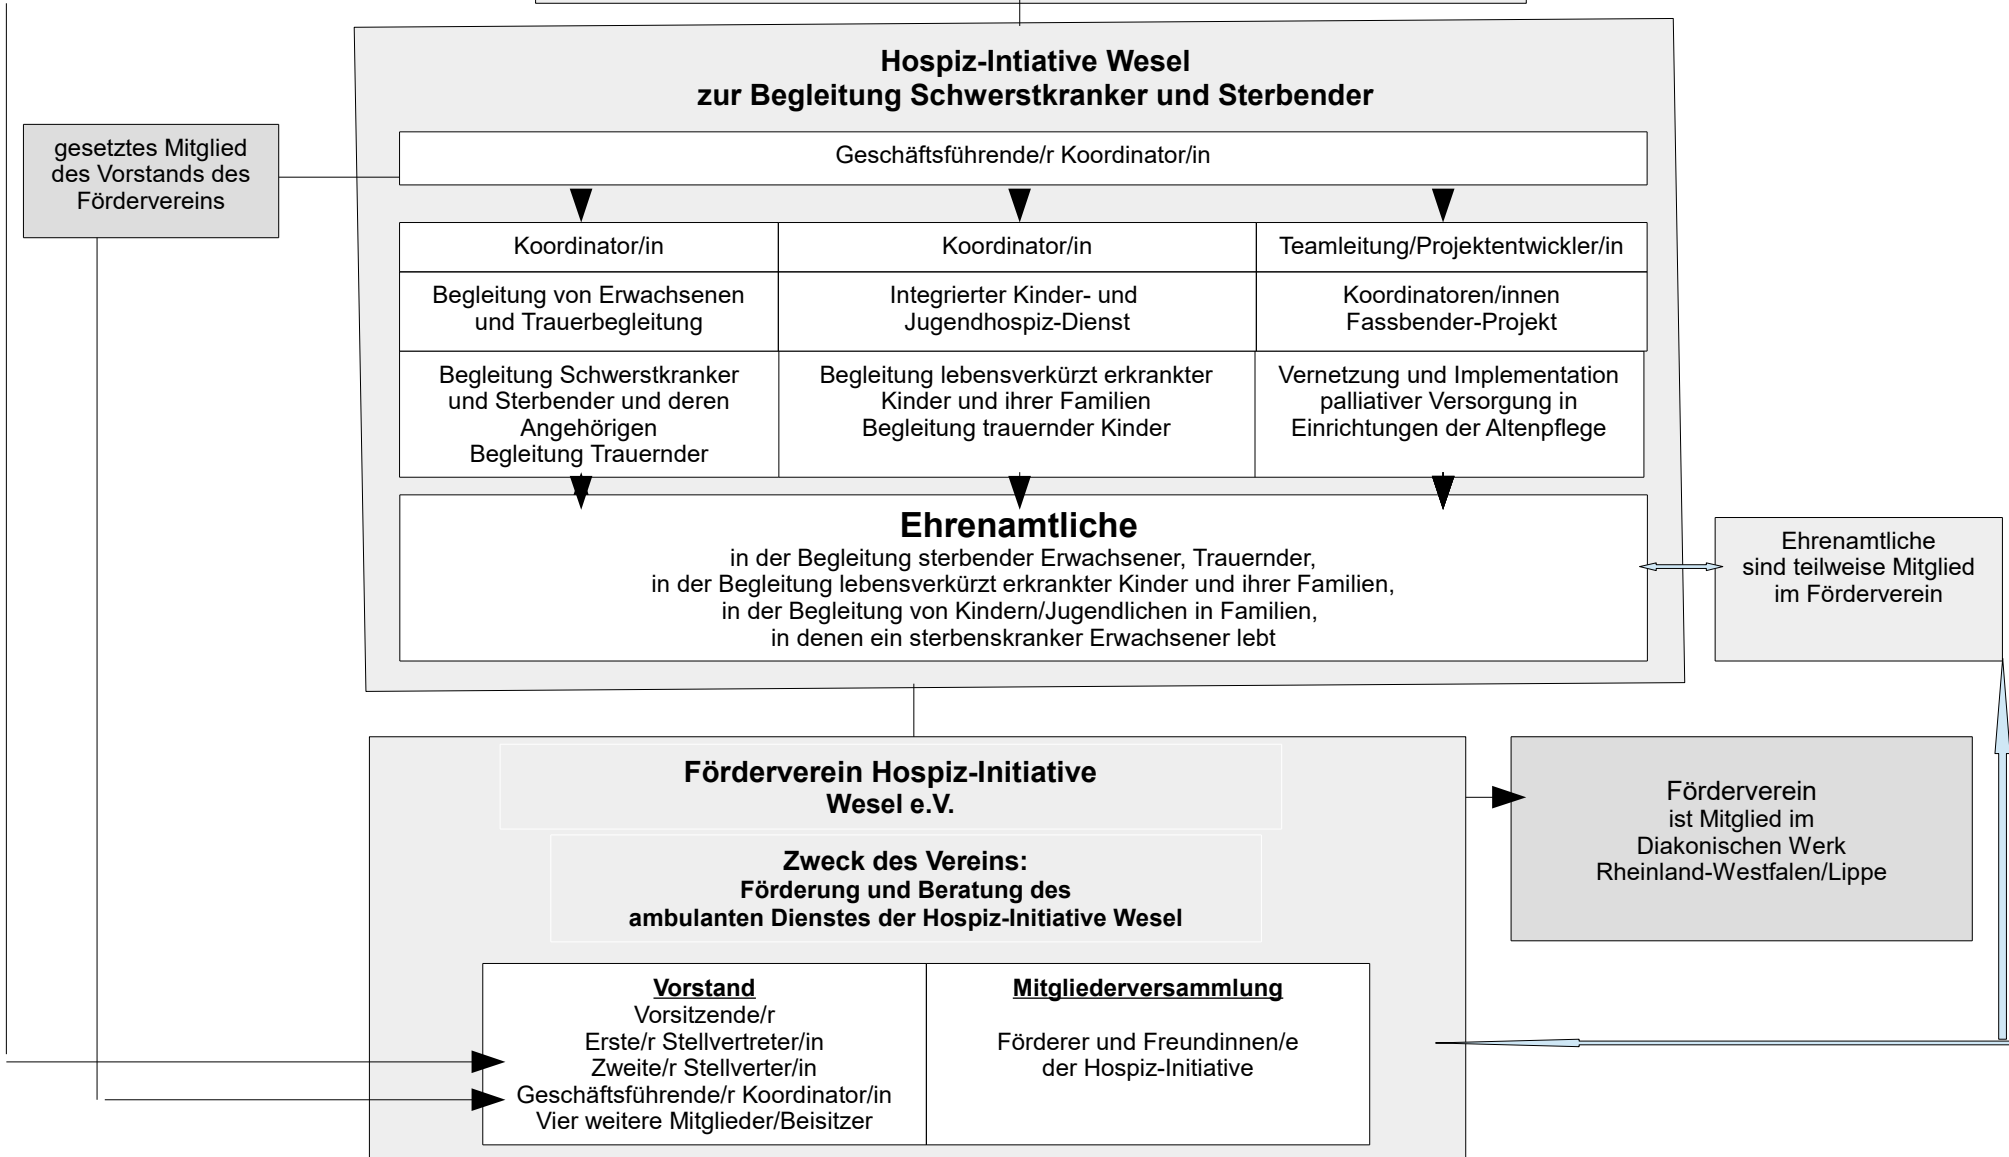 Hospiz-Intiative Wesel
zur Begleitung Schwerstkranker und Sterbender
gesetztes Mitglied
des Vorstands des
Fördervereins
Geschäftsführende/r Koordinator/in
Koordinator/in
Begleitung von Erwachsenen
und Trauerbegleitung
Begleitung Schwerstkranker
und Sterbender und deren
Angehörigen
Begleitung Trauernder
Koordinator/in
Integrierter Kinder- und
Jugendhospiz-Dienst
Begleitung lebensverkürzt erkrankter
Kinder und ihrer Familien
Begleitung trauernder Kinder
Teamleitung/Projektentwickler/in
Koordinatoren/innen
Fassbender-Projekt
Vernetzung und Implementation
palliativer Versorgung in
Einrichtungen der Altenpflege
Ehrenamtliche
in der Begleitung sterbender Erwachsener, Trauernder,
in der Begleitung lebensverkürzt erkrankter Kinder und ihrer Familien,
in der Begleitung von Kindern/Jugendlichen in Familien,
in denen ein sterbenskranker Erwachsener lebt
Ehrenamtliche
sind teilweise Mitglied
im Förderverein
Förderverein Hospiz-Initiative
Wesel e.V.
Zweck des Vereins:
Förderung und Beratung des
ambulanten Dienstes der Hospiz-Initiative Wesel
Förderverein
ist Mitglied im
Diakonischen Werk
Rheinland-Westfalen/Lippe
Vorstand
Vorsitzende/r
Erste/r Stellvertreter/in
Zweite/r Stellverter/in
Geschäftsführende/r Koordinator/in
Vier weitere Mitglieder/Beisitzer
Mitgliederversammlung
Förderer und Freundinnen/e
der Hospiz-Initiative